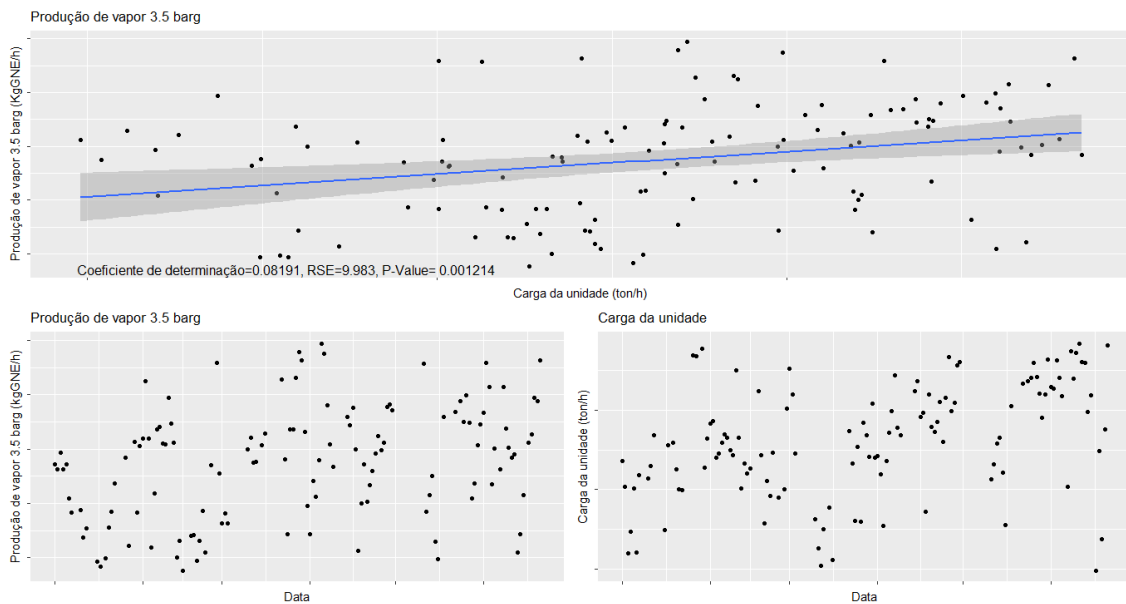 Produção de vapor 3.5 barg
Produção de vapor 3.5 barg (KgGNE/h)
Coeficiente de determinação=0.08191, RSE=9.983, P-Value= 0.001214
Carga da unidade (ton/h)
Produção de vapor 3.5 barg
Produção de vapor 3.5 barg (kgGNE/h)
Data
Carga da unidade
Carga da unidade (ton/h)
Data